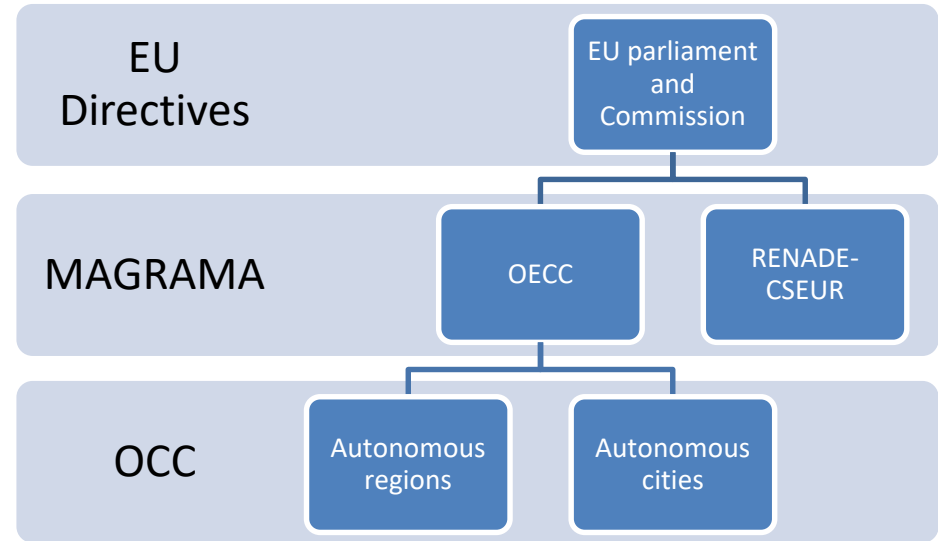 EU
Directives
EU parliament
and
Commission
MAGRAMA
OECC
RENADE-
CSEUR
OCC
Autonomous
regions
Autonomous
cities